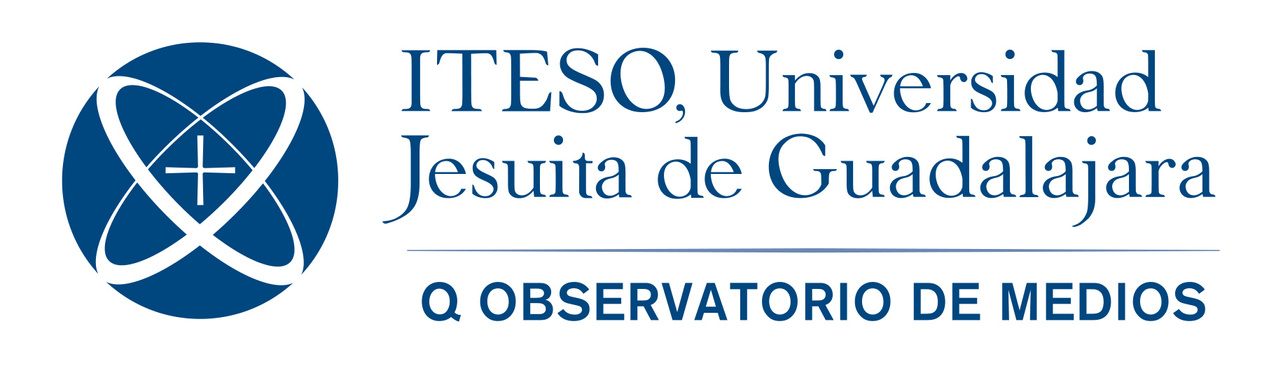 ITESO, Universidad
Jesuita de Guadalajara
Q OBSERVATORIO DE MEDIOS